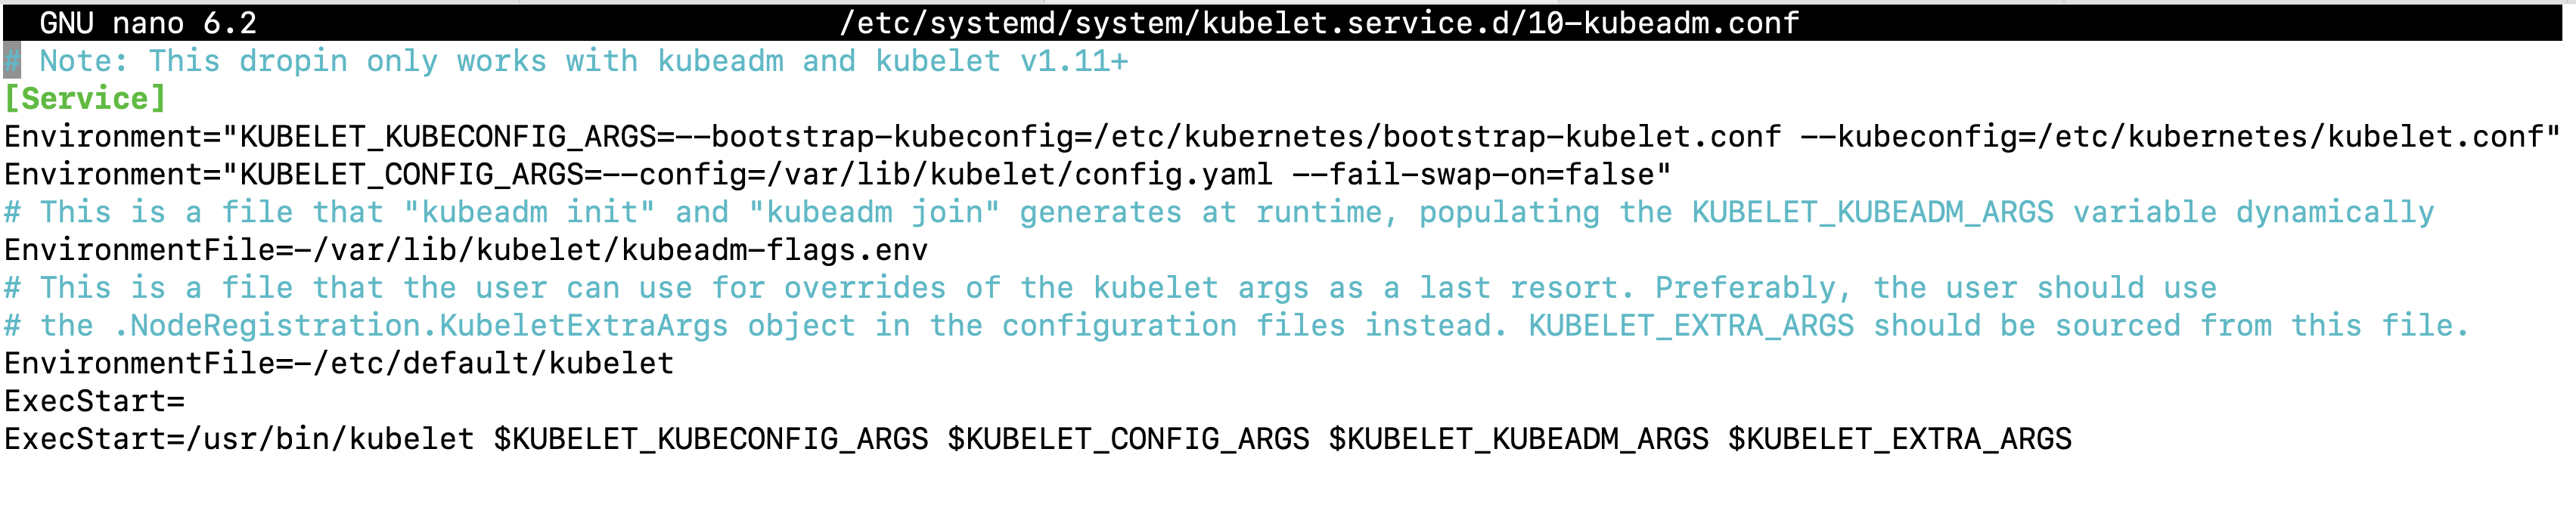 GNU nano 6.2 /etc/systemd/system/kubelet.service.d/10-kubeadm.conf
# Note: This dropin only works with kubeadm and kubelet v1.11+
[Service]
Environment="KUBELET_KUBECONFIG_ARGS=--bootstrap-kubeconfig=/etc/kubernetes/bootstrap-kubelet.conf --kubeconfig=/etc/kubernetes/kubelet.conf"
Environment="KUBELET_CONFIG_ARGS=--config=/var/lib/kubelet/config.yaml --fail-swap-on=false"
# This is a file that "kubeadm init" and "kubeadm join" generates at runtime, populating the KUBELET_KUBEADM_ARGS variable dynamically
EnvironmentFile=-/var/lib/kubelet/kubeadm-flags.env
# This is a file that the user can use for overrides of the kubelet args as a last resort. Preferably, the user should use
# the .NodeRegistration.KubeletExtraArgs object in the configuration files instead. KUBELET_EXTRA_ARGS should be sourced from this file.
EnvironmentFile=-/etc/default/kubelet
ExecStart=
ExecStart=/usr/bin/kubelet $KUBELET_KUBECONFIG_ARGS $KUBELET_CONFIG_ARGS $KUBELET_KUBEADM_ARGS $KUBELET_EXTRA_ARGS